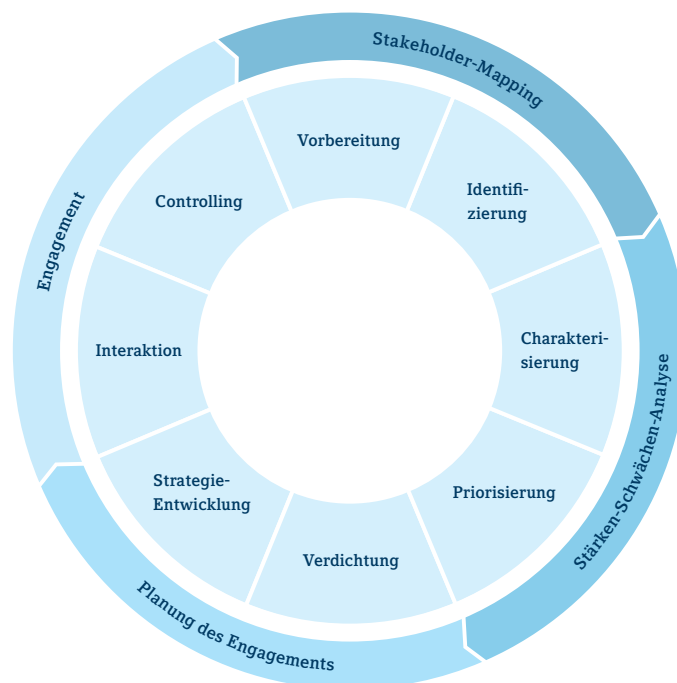 Stakeholder-Mapping
Stärken-Schwächen-Analyse
Planung des Engagements
Engagement
Vorbereitung
Identifi-
zierung
Charakteri-
sierung
Priorisierung
Verdichtung
Strategie-
Entwicklung
Interaktion
Controlling